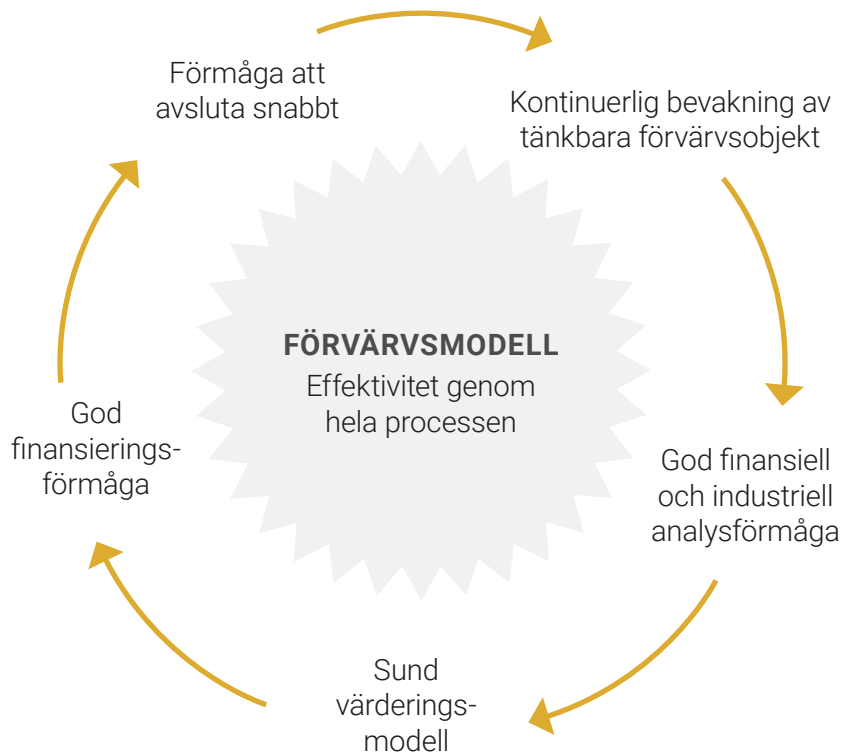 Förmåga att
avsluta snabbt
Kontinuerlig bevakning av
tänkbara förvärvsobjekt
FÖRVÄRVSMODELL
Effektivitet genom
hela processen
God
finansierings-
förmåga
God finansiell
och industriell
analysförmåga
Sund
värderings-
modell